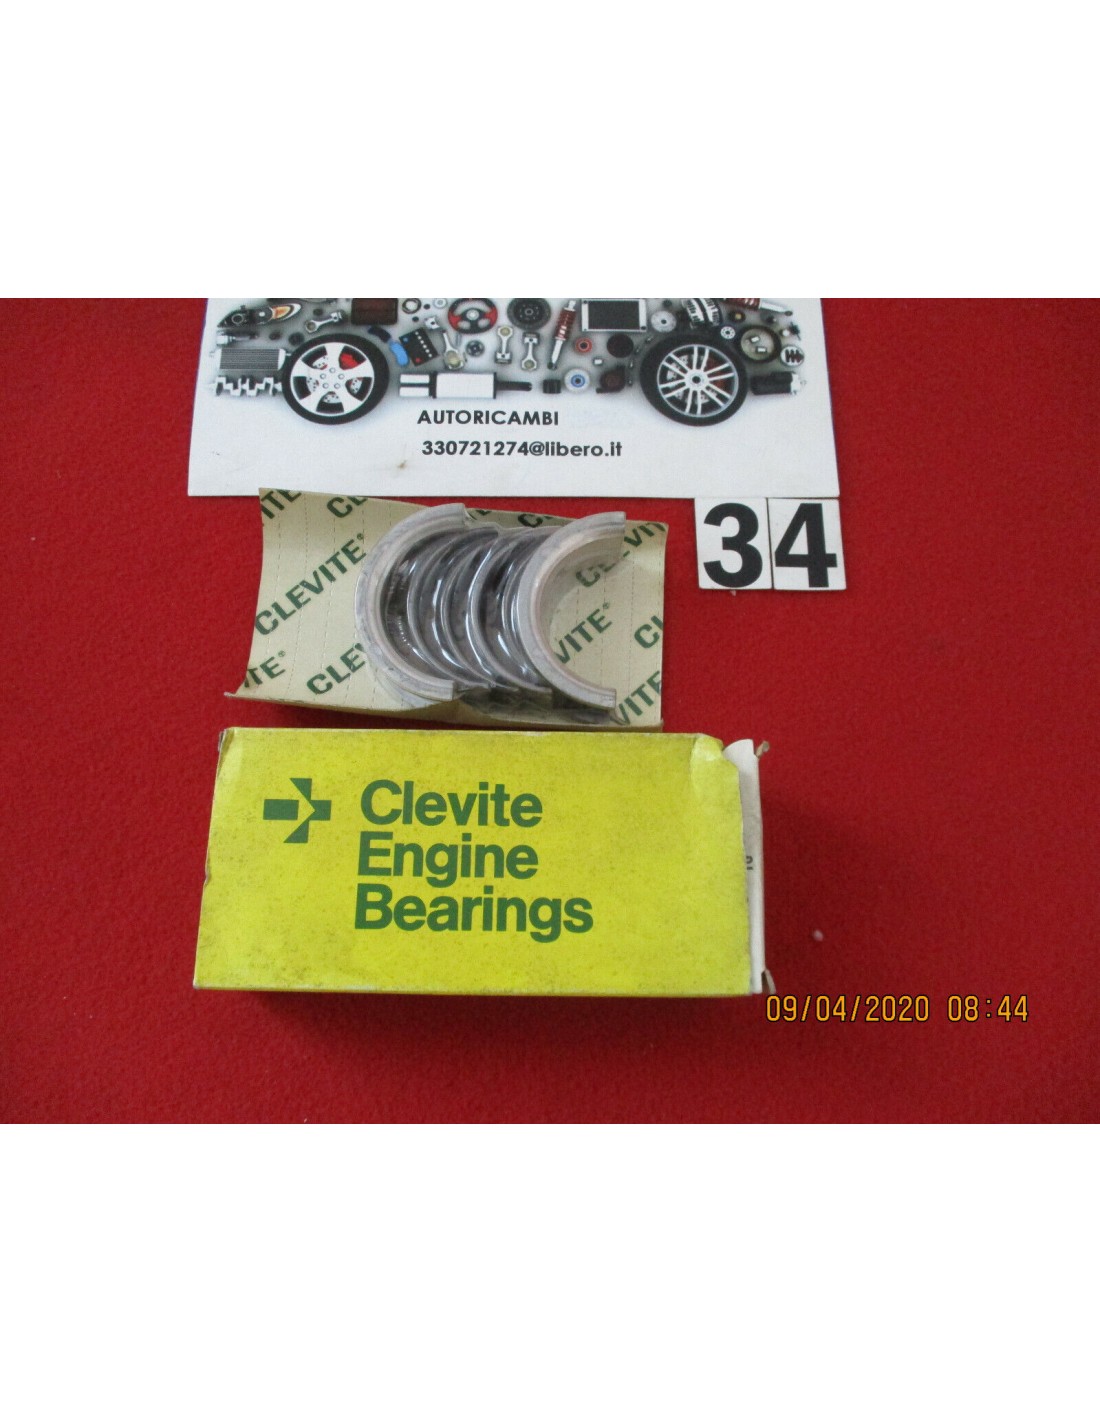 AUTORICAMBI
330721274@libero.it
34
CLEVITE
CLEVITE®
CLEVITE
Clevite
Engine
Bearings
09/04/2020 08:44